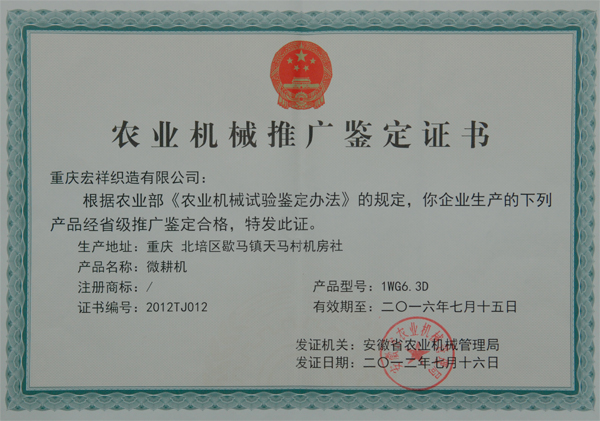 农业机械推广鉴定证书
重庆宏祥织造有限公司：
根据农业部《农业机械试验鉴定办法》的规定，你企业生产的下列
产品经省级推广鉴定合格，特发此证。
生产地址：重庆 北培区歇马镇天马村机房社
产品名称：微耕机
注册商标：/
产品型号：1WG6.3D
证书编号：2012TJ012
有效期至：二〇一六年七月十五日
发证机关：安徽省农业机械管理局
发证日期：二〇一二年七月十六日